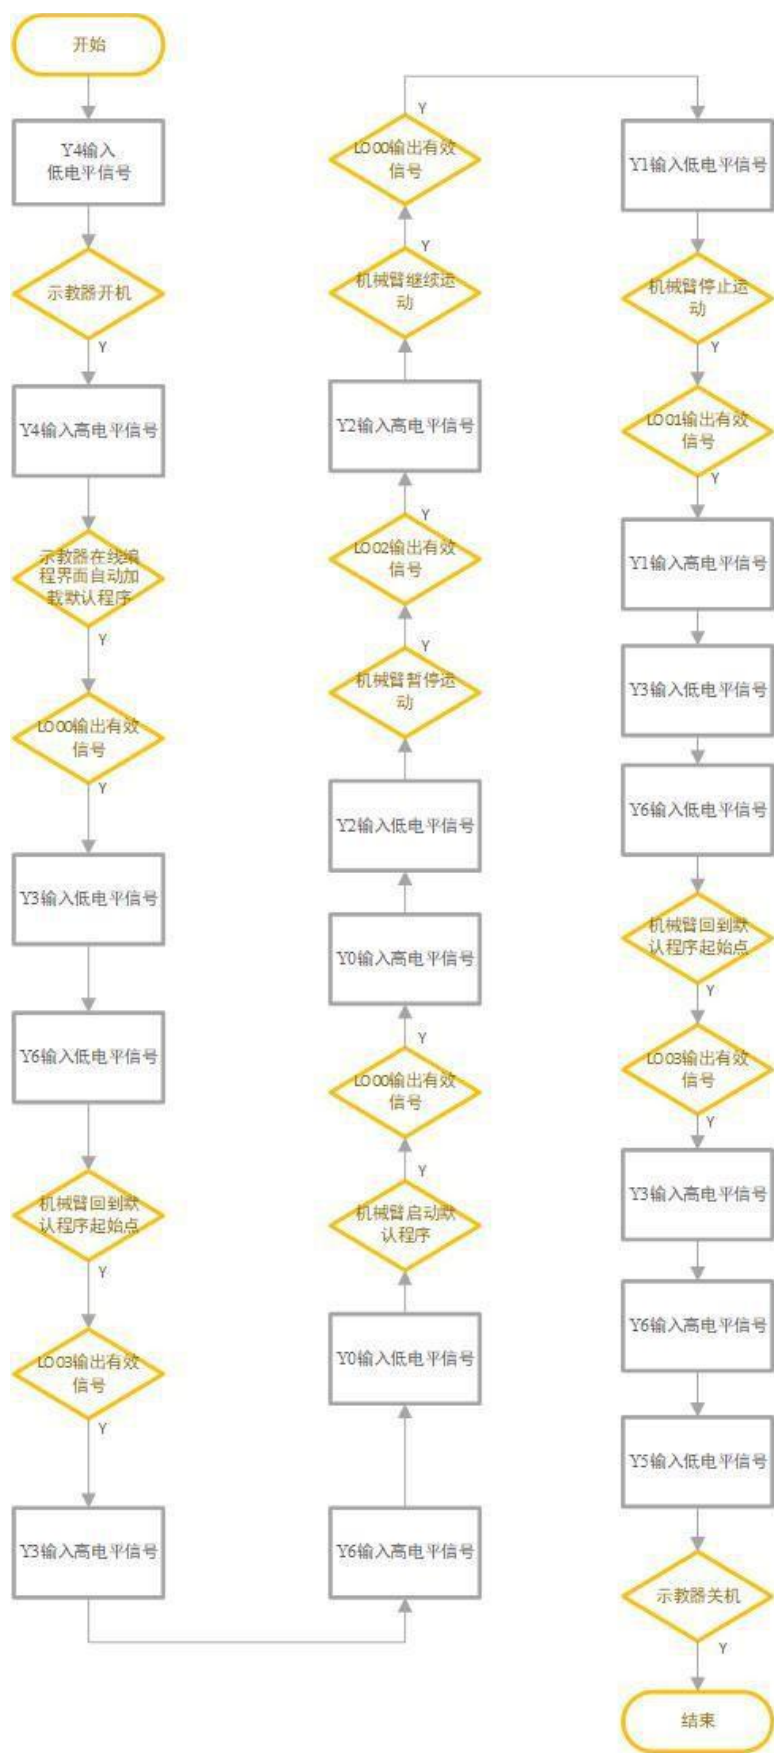 开始
Y4输入
低电平信号
示教器开机
Y
Y4输入高电平信号
示教器在线编
程界面自动加
载默认程序
Y
LO00输出有效
信号
Y
Y3输入低电平信号
Y6输入低电平信号
机械臂回到默
认程序起始点
Y
LO03输出有效
信号
Y
Y3输入高电平信号
Y6输入高电平信号
Y0输入低电平信号
机械臂启动默
认程序
Y
LO00输出有效
信号
Y
Y0输入高电平信号
Y2输入低电平信号
机械臂暂停运
动
Y
LO02输出有效
信号
Y
Y2输入高电平信号
机械臂继续运
动
Y
LO00输出有效
信号
Y
Y1输入低电平信号
机械臂停止运
动
Y
LO01输出有效
信号
Y
Y1输入高电平信号
Y3输入低电平信号
Y6输入低电平信号
机械臂回到默
认程序起始点
Y
LO03输出有效
信号
Y
Y3输入高电平信号
Y6输入高电平信号
Y5输入低电平信号
示教器关机
Y
结束